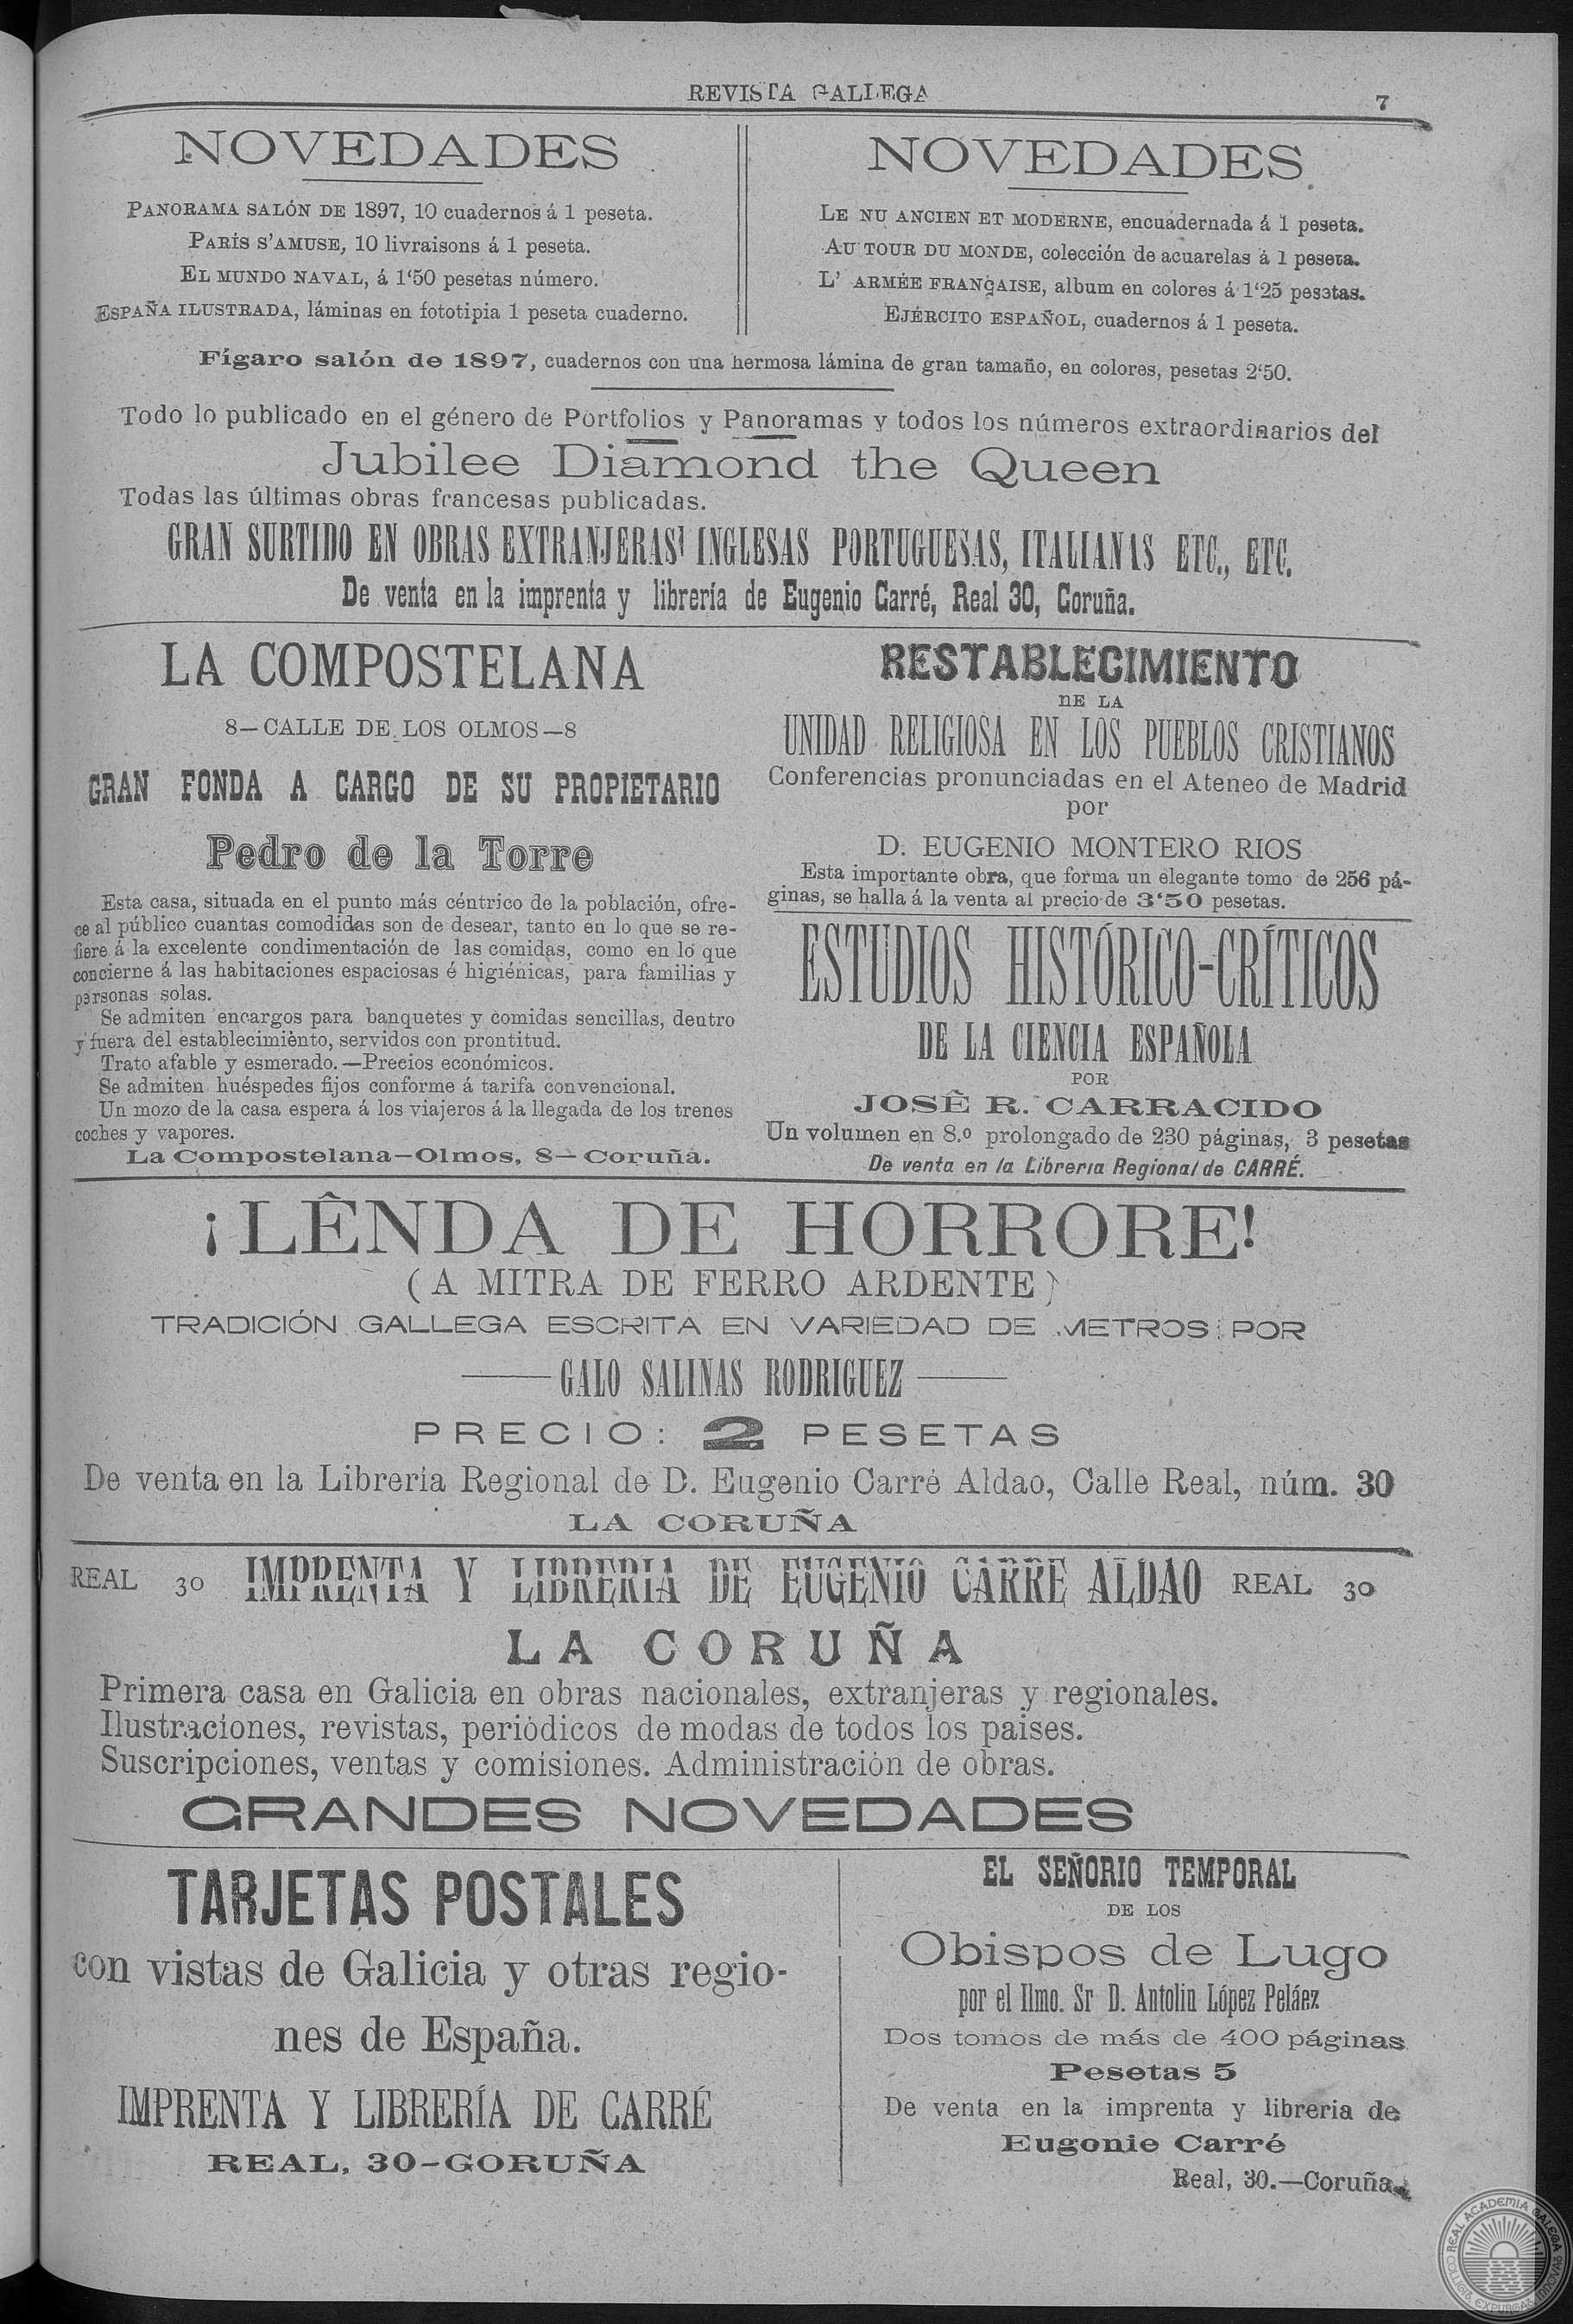 REVISTA GALLEGA
7
NOVEDADES
PANORAMA SALÓN DE 1897, 10 cuadernos á 1 peseta.
PARÍS S'AMUSE, 10 livraisons á 1 peseta.
EL MUNDO NAVAL, á 1'50 pesetas número.
ESPAÑA ILUSTRADA, láminas en fototipia 1 peseta cuaderno.
NOVEDADES
LE NU ANCIEN ET MODERNE, encuadernada á 1 peseta.
AU TOUR DU MONDE, colección de acuarelas á 1 peseta.
L' ARMÉE FRANÇAISE, album en colores á 1'25 pesetas.
EJÉRCITO ESPAÑOL, cuadernos á 1 peseta.
Fígaro salón de 1897, cuadernos con una hermosa lámina de gran tamaño, en colores, pesetas 2'50.
Todo lo publicado en el género de Portfolios y Panoramas y todos los números extraordinarios del
Jubilee Diamond the Queen
Todas las últimas obras francesas publicadas.
GRAN SURTIDO EN OBRAS EXTRANJERAS INGLESAS PORTUGUESAS, ITALIANAS ETC., ETC.
De venta en la imprenta y librería de Eugenio Carré, Real 30, Coruña.
LA COMPOSTELANA
8—CALLE DE LOS OLMOS—8
GRAN FONDA A CARGO DE SU PROPIETARIO
Pedro de la Torre
Esta casa, situada en el punto más céntrico de la población, ofre-
ce al público cuantas comodidas son de desear, tanto en lo que se re-
fiere á la excelente condimentación de las comidas, como en lo que
concierne á las habitaciones espaciosas é higiénicas, para familias y
personas solas.
Se admiten encargos para banquetes y comidas sencillas, dentro
y fuera del establecimiento, servidos con prontitud.
Trato afable y esmerado.—Precios económicos.
Se admiten huéspedes fijos conforme á tarifa convencional.
Un mozo de la casa espera á los viajeros á la llegada de los trenes
coches y vapores.
La Compostelana—Olmos, 8—Coruña.
RESTABLECIMIENTO
DE LA
UNIDAD RELIGIOSA EN LOS PUEBLOS CRISTIANOS
Conferencias pronunciadas en el Ateneo de Madrid
por
D. EUGENIO MONTERO RIOS
Esta importante obra, que forma un elegante tomo de 256 pá-
ginas, se halla á la venta al precio de 3'50 pesetas.
ESTUDIOS HISTÓRICO-CRÍTICOS
DE LA CIENCIA ESPAÑOLA
POR
JOSÉ R. CARRACIDO
Un volumen en 8.º prolongado de 230 páginas, 3 pesetas
De venta en la Librería Regional de CARRÉ.
¡LÊNDA DE HORRORE!
(A MITRA DE FERRO ARDENTE)
TRADICIÓN GALLEGA ESCRITA EN VARIEDAD DE METROS POR
GALO SALINAS RODRIGUEZ
PRECIO: 2 PESETAS
De venta en la Librería Regional de D. Eugenio Carré Aldao, Calle Real, núm. 30
LA CORUÑA
REAL 30 IMPRENTA Y LIBRERIA DE EUGENIO CARRE ALDAO REAL 30
LA CORUÑA
Primera casa en Galicia en obras nacionales, extranjeras y regionales.
Ilustraciones, revistas, periódicos de modas de todos los paises.
Suscripciones, ventas y comisiones. Administración de obras.
GRANDES NOVEDADES
TARJETAS POSTALES
con vistas de Galicia y otras regio-
nes de España.
IMPRENTA Y LIBRERÍA DE CARRÉ
REAL, 30-GORUÑA
EL SEÑORIO TEMPORAL
DE LOS
Obispos de Lugo
por el Ilmo. Sr D. Antolin López Peláez
Dos tomos de más de 400 páginas
Pesetas 5
De venta en la imprenta y libreria de
Eugonie Carré
Real, 30.—Coruña.
REAL ACADEMIA GALEGA
COLLIGIT EXPURGAT INNOVAT